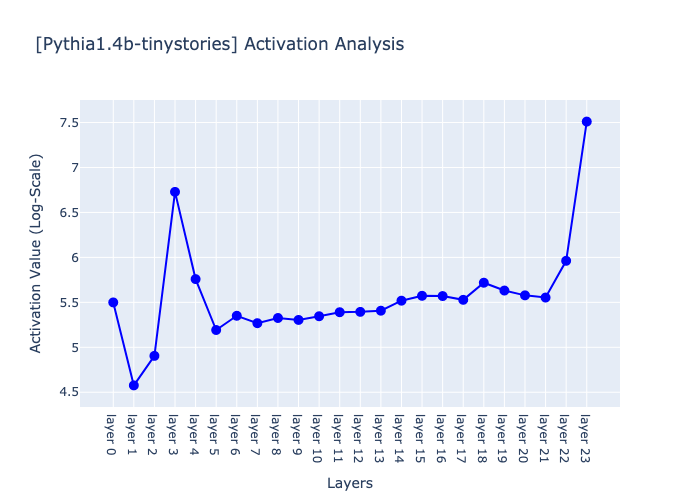 [Pythia1.4b-tinystories] Activation Analysis
Activation Value (Log-Scale)
7.5
7
6.5
6
5.5
5
4.5
layer 0
layer 1
layer 2
layer 3
layer 4
layer 5
layer 6
layer 7
layer 8
layer 9
layer 10
layer 11
layer 12
layer 13
layer 14
layer 15
layer 16
layer 17
layer 18
layer 19
layer 20
layer 21
layer 22
layer 23
Layers